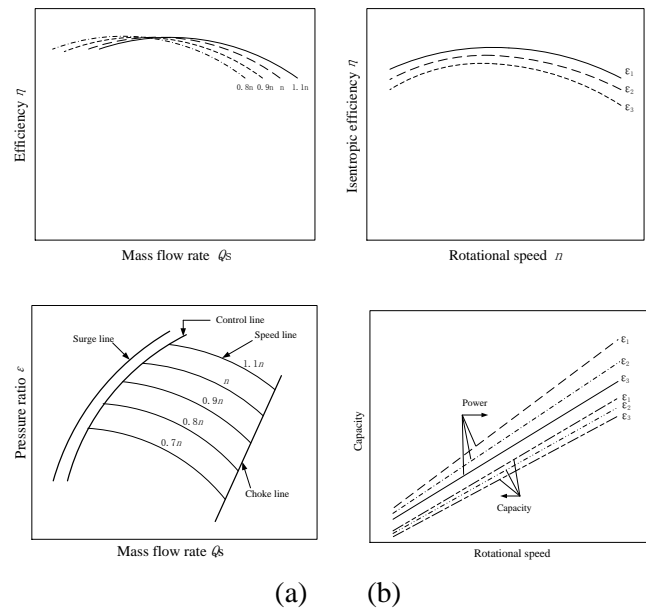 Efficiency η
0.8n 0.9n n 1.1n
Mass flow rate Qs
Isentropic efficiency η
ε1
ε2
ε3
Rotational speed n
Pressure ratio ε
Surge line
Control line
Speed line
1.1n
n
0.9n
0.8n
0.7n
Choke line
Mass flow rate Qs
Capacity
Power
ε1
ε2
ε3
ε1
ε2
ε3
Capacity
Rotational speed
(a) (b)